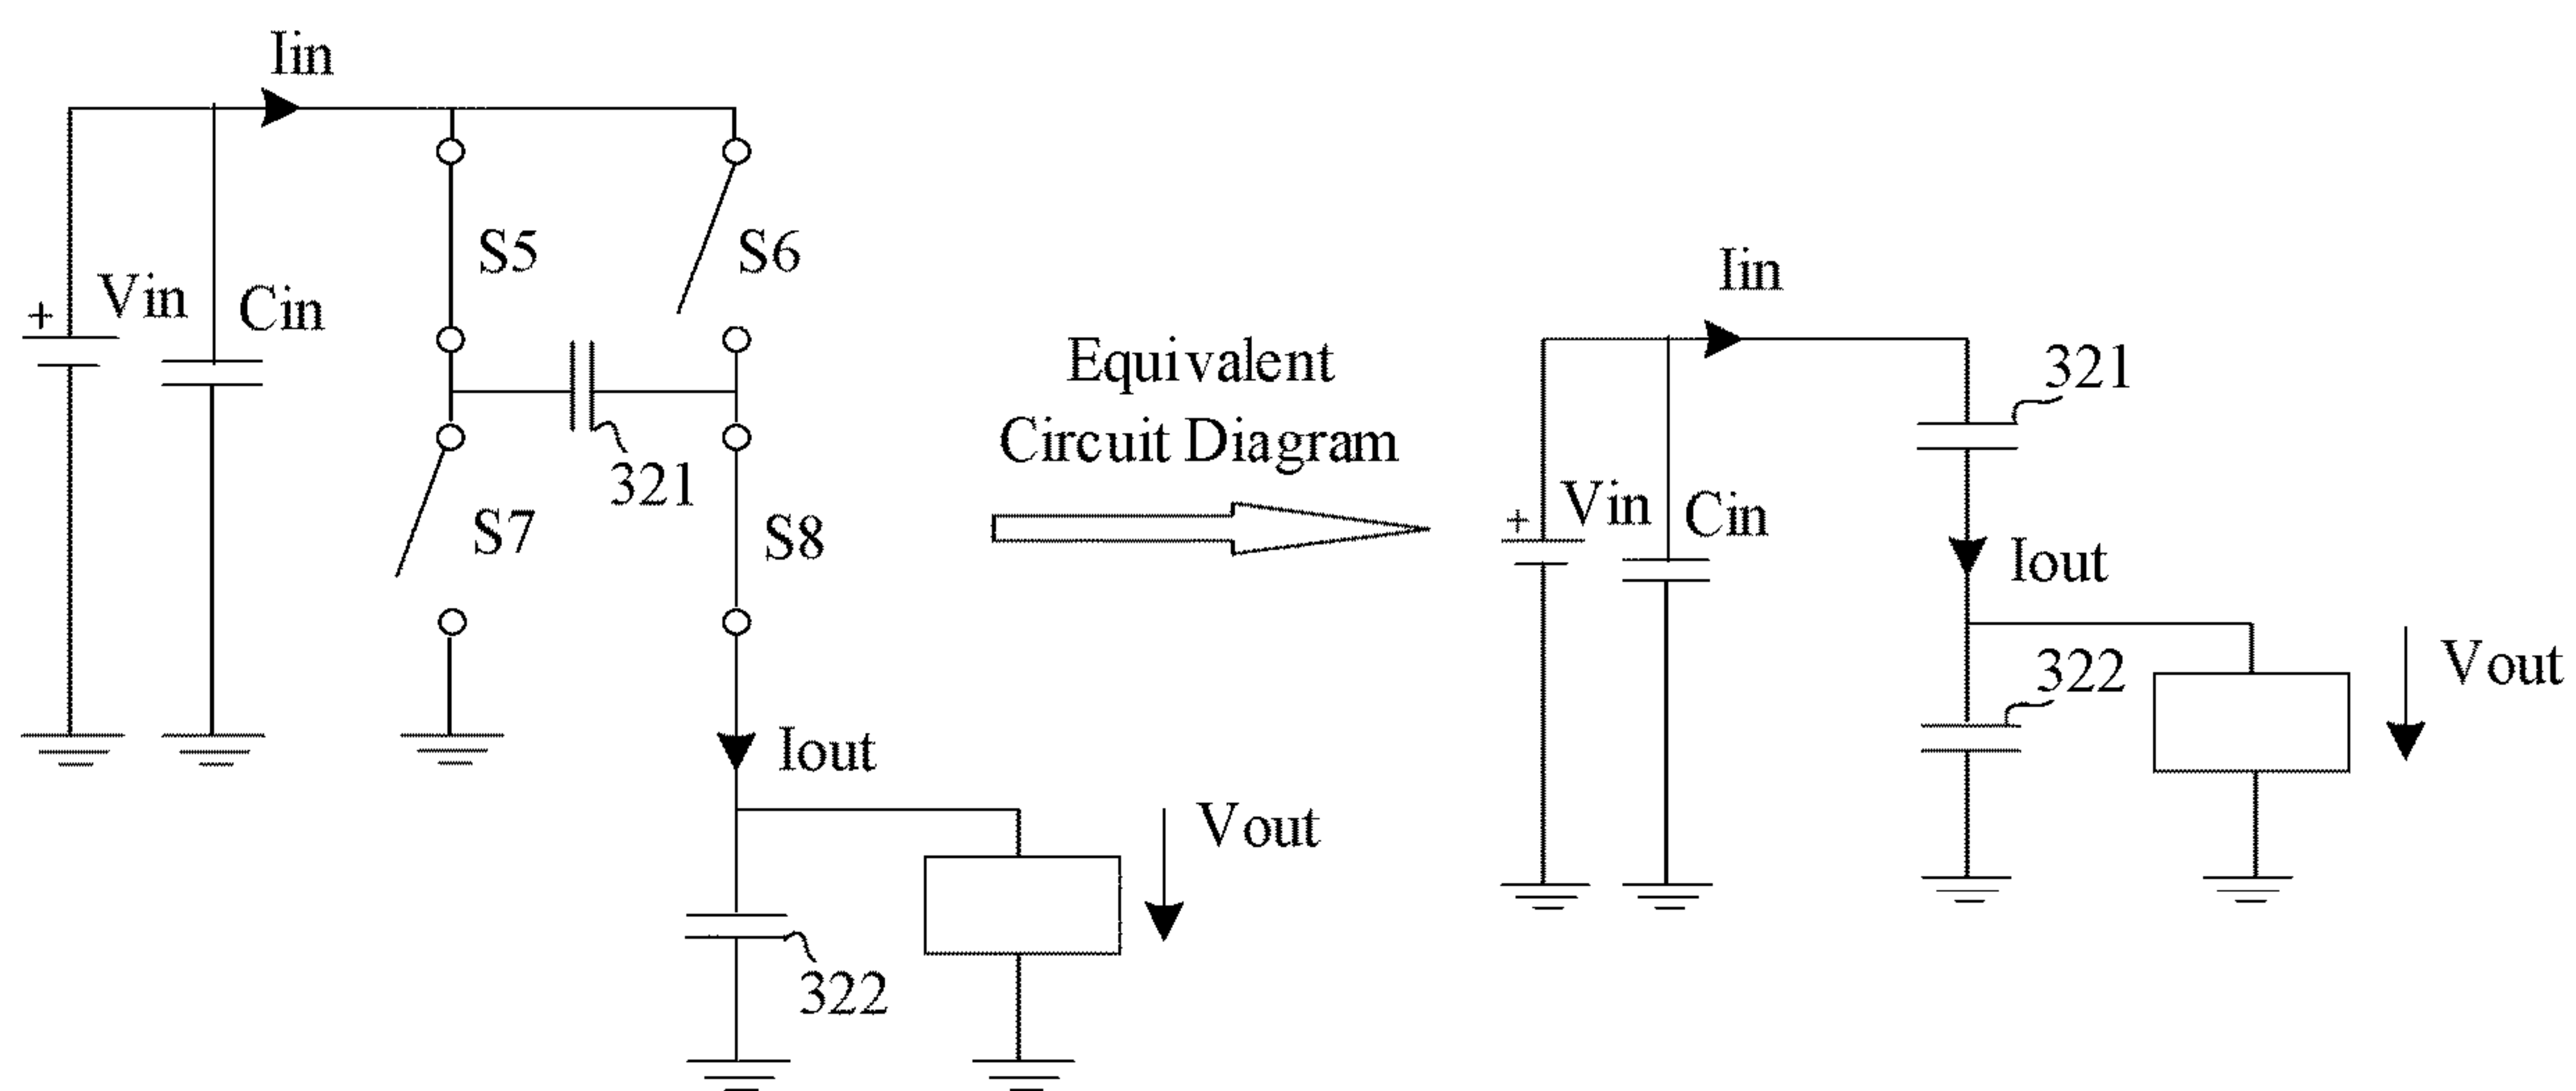 Iin
S5
S6
+
Vin
Cin
321
S7
S8
Iout
Vout
322
Equivalent
Circuit Diagram
Iin
321
+
Vin
Cin
Iout
322
Vout